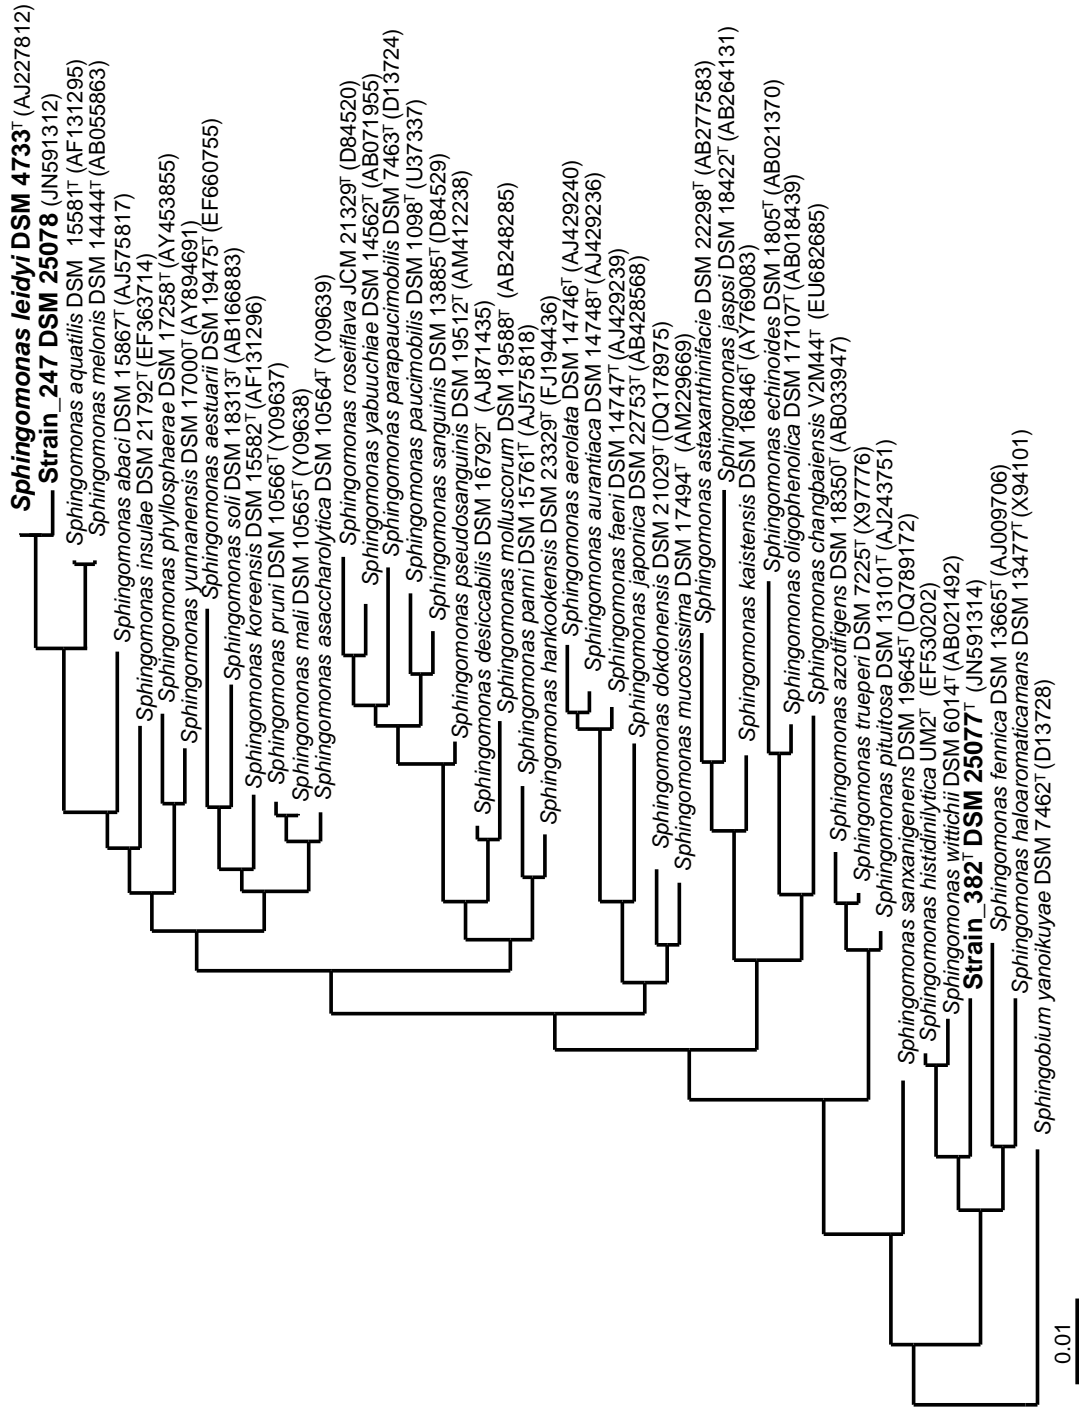 Sphingomonas leidyi DSM 4733T (AJ227812)
Strain_247 DSM 25078 (JN591312)
Sphingomonas aquatilis DSM 15581T (AF131295)
Sphingomonas melonis DSM 14444T (AB055863)
Sphingomonas abaci DSM 15867T (AJ575817)
Sphingomonas insulae DSM 21792T (EF363714)
Sphingomonas phyllosphaerae DSM 17258T (AY453855)
Sphingomonas yunnanensis DSM 17000T (AY894691)
Sphingomonas aestuarii DSM 19475T (EF660755)
Sphingomonas soli DSM 18313T (AB166883)
Sphingomonas koreensis DSM 15582T (AF131296)
Sphingomonas pruni DSM 10566T (Y09637)
Sphingomonas mali DSM 10565T (Y09638)
Sphingomonas asaccharolytica DSM 10564T (Y09639)
Sphingomonas roseiflava JCM 21329T (D84520)
Sphingomonas yabuuchiae DSM 14562T (AB071955)
Sphingomonas parapaucimobilis DSM 7463T (D13724)
Sphingomonas paucimobilis DSM 1098T (U37337)
Sphingomonas sanguinis DSM 13885T (D84529)
Sphingomonas pseudosanguinis DSM 19512T (AM412238)
Sphingomonas desiccabilis DSM 16792T (AJ871435)
Sphingomonas molluscorum DSM 19588T (AB248285)
Sphingomonas panni DSM 15761T (AJ575818)
Sphingomonas hankookensis DSM 23329T (FJ194436)
Sphingomonas aerolata DSM 14746T (AJ429240)
Sphingomonas aurantiaca DSM 14748T (AJ429236)
Sphingomonas faeni DSM 14747T (AJ429239)
Sphingomonas japonica DSM 22753T (AB428568)
Sphingomonas dokdonensis DSM 21029T (DQ178975)
Sphingomonas mucosissima DSM 17494T (AM229669)
Sphingomonas astaxanthinifacie DSM 22298T (AB277583)
Sphingomonas jaspsi DSM 18422T (AB264131)
Sphingomonas kaistensis DSM 16846T (AY769083)
Sphingomonas echinoides DSM 1805T (AB021370)
Sphingomonas oligophenolica DSM 17107T (AB018439)
Sphingomonas changbaiensis V2M44T (EU682685)
Sphingomonas azotifigens DSM 18350T (AB033947)
Sphingomonas trueperi DSM 7225T (X97776)
Sphingomonas pituitosa DSM 13101T (AJ243751)
Sphingomonas sanxanigenens DSM 19645T (DQ789172)
Sphingomonas histidinilytica UM2T (EF530202)
Sphingomonas wittichii DSM 6014T (AB021492)
Strain_382T DSM 25077T (JN591314)
Sphingomonas fennica DSM 13665T (AJ009706)
Sphingomonas haloaromaticamans DSM 13477T (X94101)
Sphingobium yanoikuyae DSM 7462T (D13728)
0.01